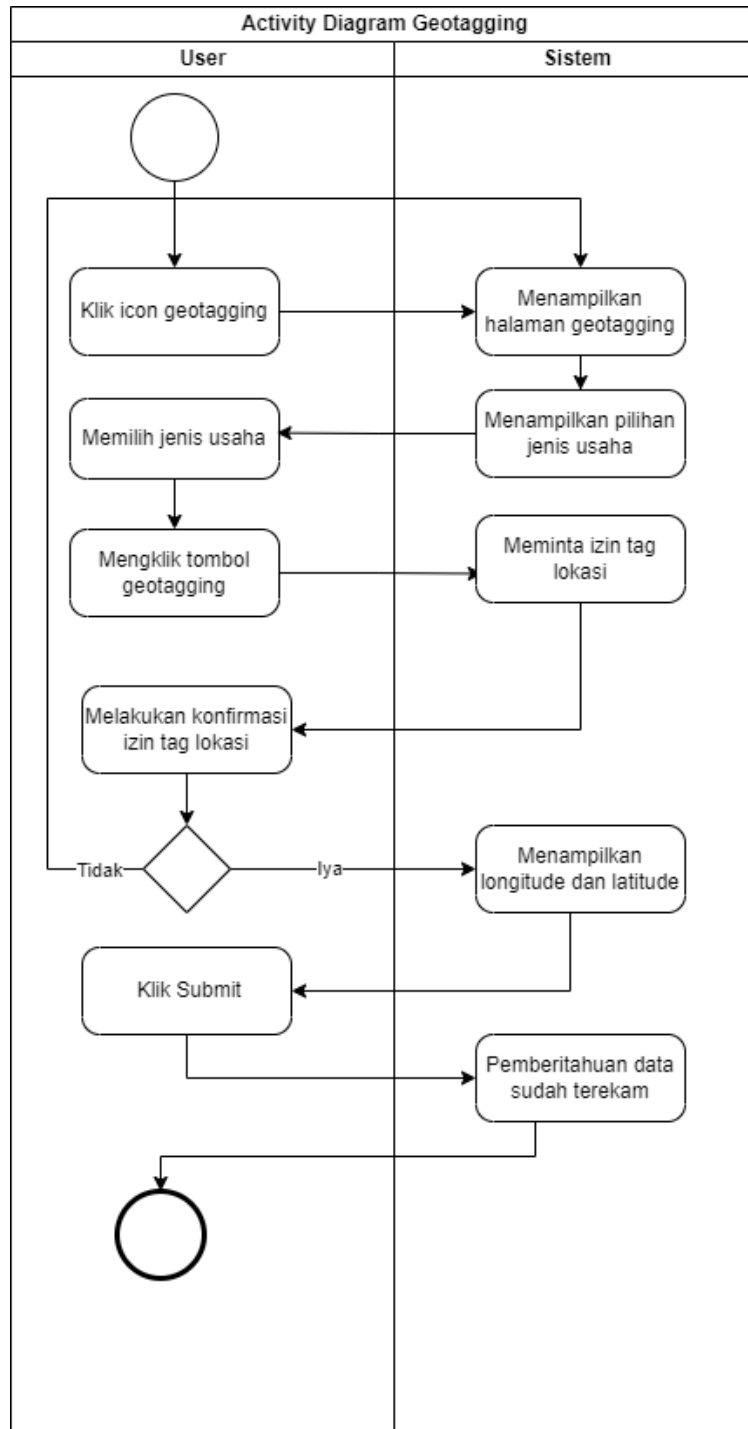 Activity Diagram Geotagging
User
Sistem
Klik icon geotagging
Menampilkan
halaman geotagging
Memilih jenis usaha
Menampilkan pilihan
jenis usaha
Mengklik tombol
geotagging
Meminta izin tag
lokasi
Melakukan konfirmasi
izin tag lokasi
Tidak
Iya
Menampilkan
longitude dan latitude
Klik Submit
Pemberitahuan data
sudah terekam